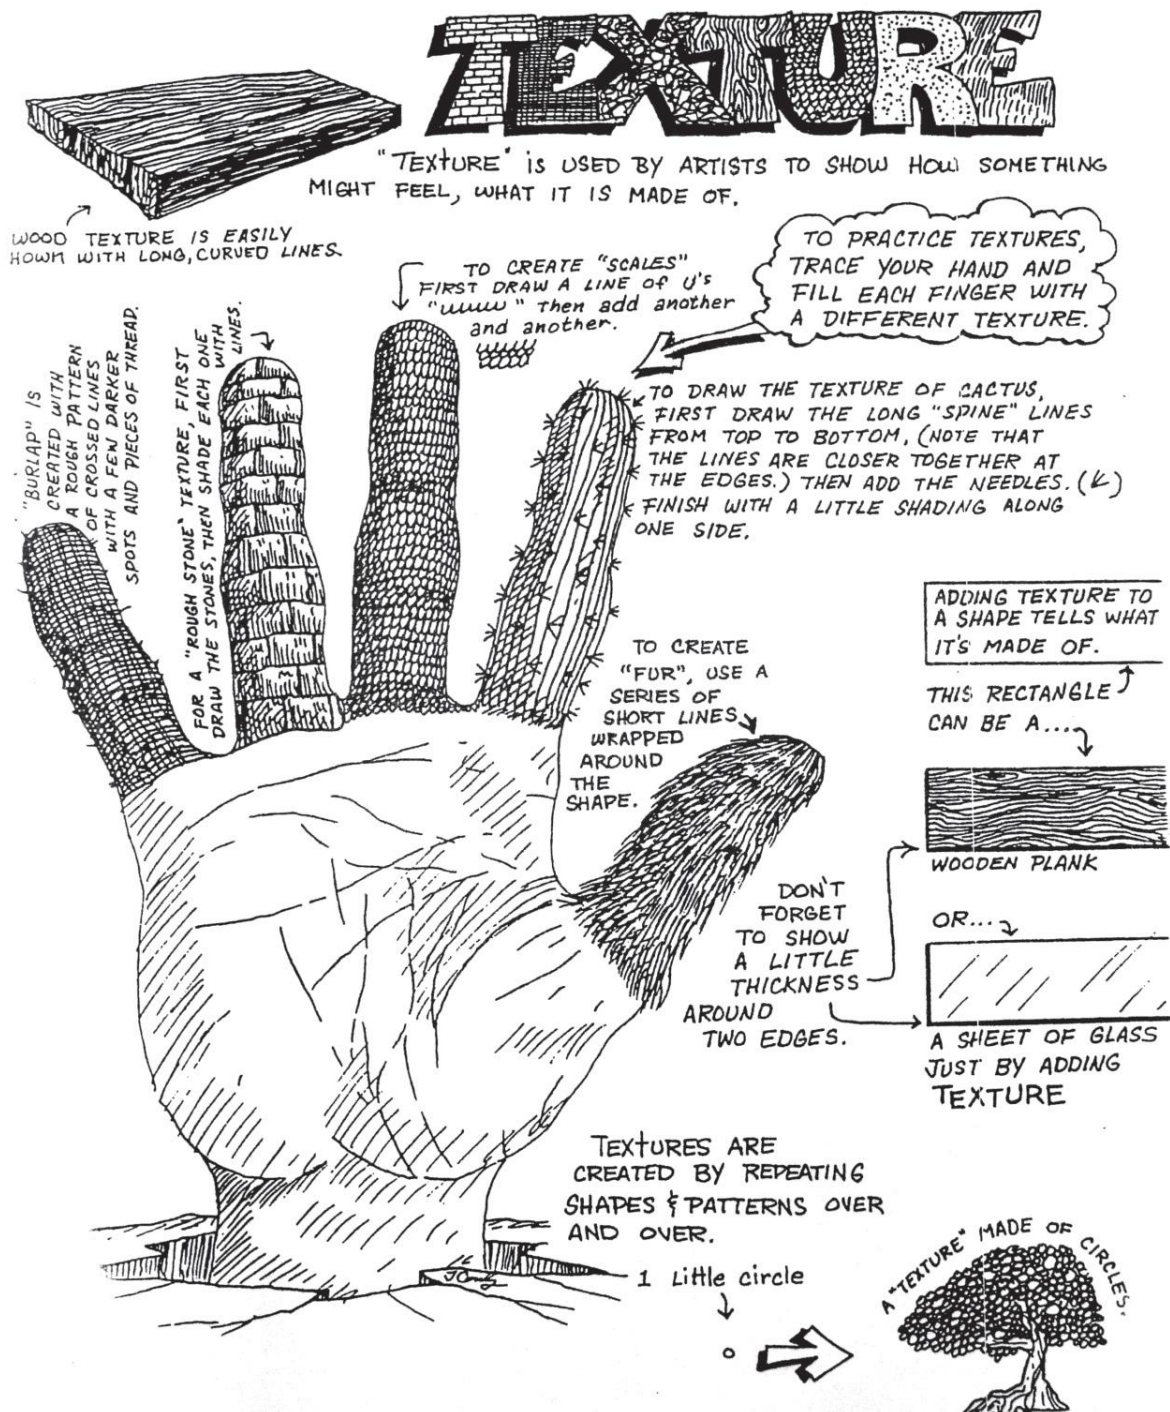 TEXTURE
"TEXTURE" IS USED BY ARTISTS TO SHOW HOW SOMETHING
MIGHT FEEL, WHAT IT IS MADE OF.
WOOD TEXTURE IS EASILY
HOWN WITH LONG, CURVED LINES.
TO CREATE "SCALES"
FIRST DRAW A LINE OF U's
"uuuu" Then add another
and another.
TO PRACTICE TEXTURES,
TRACE YOUR HAND AND
FILL EACH FINGER WITH
A DIFFERENT TEXTURE.
"BURLAP" IS
CREATED WITH
A ROUGH PATTERN
OF CROSSED LINES
WITH A FEW DARKER
SPOTS AND PIECES OF THREAD.
FOR A "ROUGH STONE" TEXTURE, FIRST
DRAW THE STONES, THEN SHADE EACH ONE
WITH
LINES.
TO DRAW THE TEXTURE OF CACTUS,
FIRST DRAW THE LONG "SPINE" LINES
FROM TOP TO BOTTOM, (NOTE THAT
THE LINES ARE CLOSER TOGETHER AT
THE EDGES.) THEN ADD THE NEEDLES. ( )
FINISH WITH A LITTLE SHADING ALONG
ONE SIDE.
TO CREATE
"FUR", USE A
SERIES OF
SHORT LINES
WRAPPED
AROUND
THE
SHAPE.
ADDING TEXTURE TO
A SHAPE TELLS WHAT
IT'S MADE OF.
THIS RECTANGLE
CAN BE A....
WOODEN PLANK
OR...
DON'T
FORGET
TO SHOW
A LITTLE
THICKNESS
AROUND
TWO EDGES.
A SHEET OF GLASS
JUST BY ADDING
TEXTURE
TEXTURES ARE
CREATED BY REPEATING
SHAPES & PATTERNS OVER
AND OVER.
1 Little circle
A "TEXTURE" MADE OF CIRCLES.